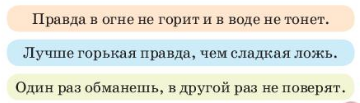 Правда в огне не горит и в воде не тонет.
Лучше горькая правда, чем сладкая ложь.
Один раз обманешь, в другой раз не поверят.